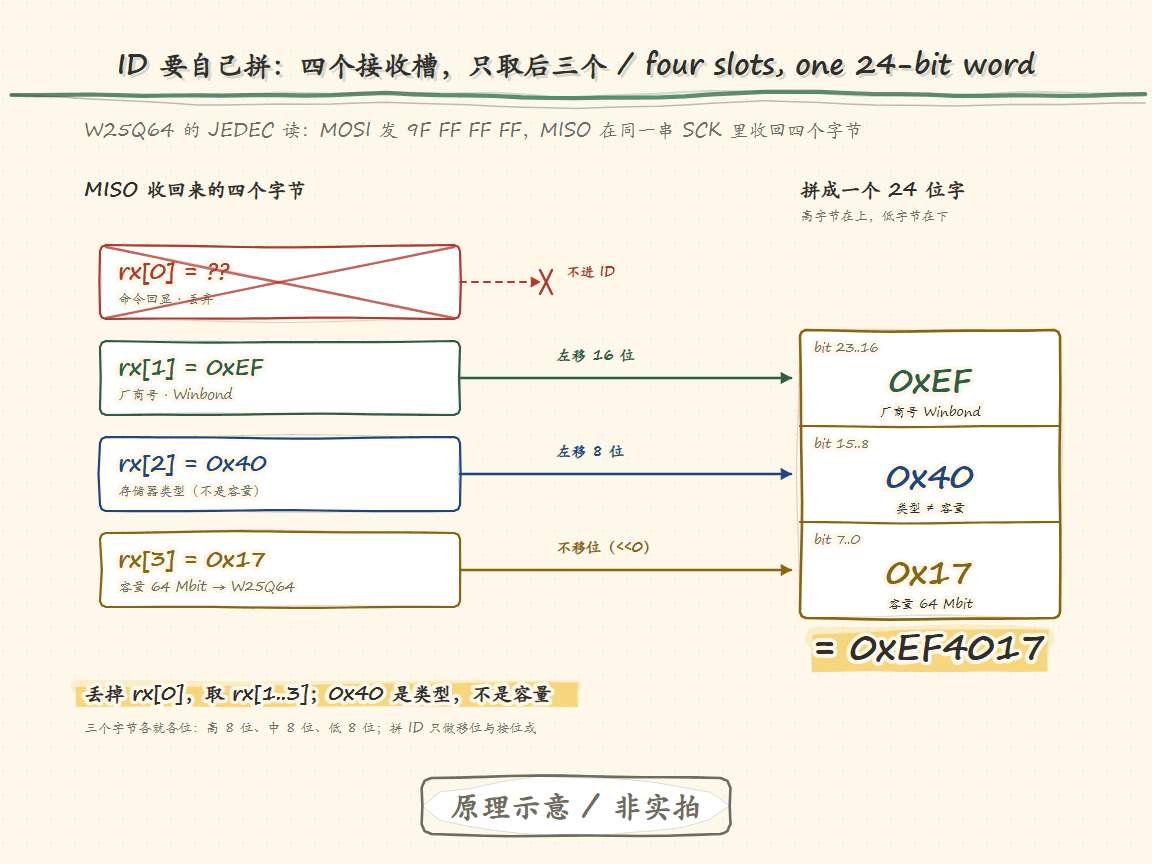 ID 要自己拼：四个接收槽，只取后三个 / four slots, one 24-bit word
W25Q64 的 JEDEC 读：MOSI 发 9F FF FF FF，MISO 在同一串 SCK 里收回四个字节
MISO 收回来的四个字节
拼成一个 24 位字
高字节在上，低字节在下
rx[0] = ??
命令回显 · 丢弃
不进 ID
rx[1] = 0xEF
厂商号 · Winbond
左移 16 位
bit 23..16
0xEF
厂商号 Winbond
rx[2] = 0x40
存储器类型（不是容量）
左移 8 位
bit 15..8
0x40
类型 ≠ 容量
rx[3] = 0x17
容量 64 Mbit → W25Q64
不移位（<<0）
bit 7..0
0x17
容量 64 Mbit
= 0xEF4017
丢掉 rx[0]，取 rx[1..3]；0x40 是类型，不是容量
三个字节各就各位：高 8 位、中 8 位、低 8 位；拼 ID 只做移位与按位或
原理示意 / 非实拍